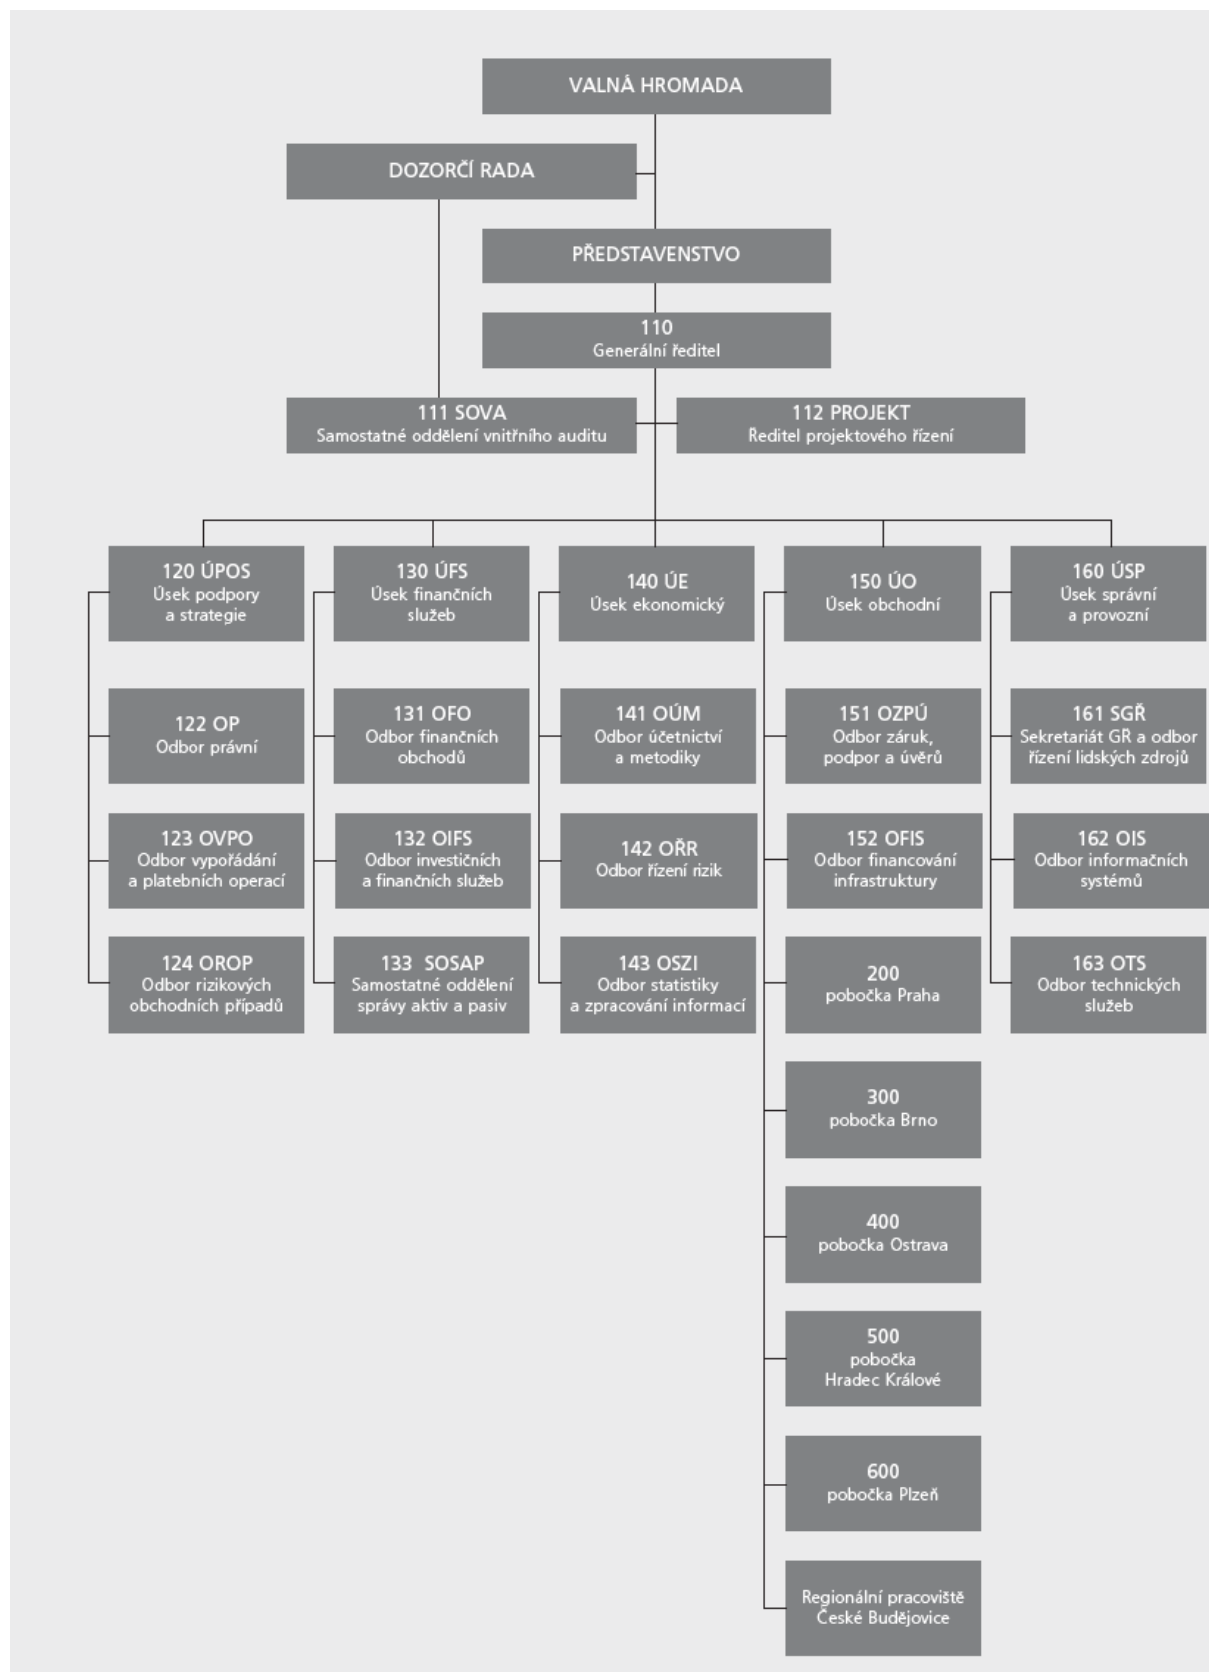 VALNÁ HROMADA
DOZORČÍ RADA
PŘEDSTAVENSTVO
110
Generální ředitel
111 SOVA
Samostatné oddělení vnitřního auditu
112 PROJEKT
Ředitel projektového řízení
120 ÚPOS
Úsek podpory
a strategie
130 ÚFS
Úsek finančních
služeb
140 ÚE
Úsek ekonomický
150 ÚO
Úsek obchodní
160 ÚSP
Úsek správní
a provozní
122 OP
Odbor právní
131 OFO
Odbor finančních
obchodů
141 OÚM
Odbor účetnictví
a metodiky
151 OZPÚ
Odbor záruk,
podpor a úvěrů
161 SGŘ
Sekretariát GŘ a odbor
řízení lidských zdrojů
123 OVPO
Odbor vypořádání
a platebních operací
132 OIFS
Odbor investičních
a finančních služeb
142 OŘR
Odbor řízení rizik
152 OFIS
Odbor financování
infrastruktury
162 OIS
Odbor informačních
systémů
124 OROP
Odbor rizikových
obchodních případů
133 SOSAP
Samostatné oddělení
správy aktiv a pasiv
143 OSZI
Odbor statistiky
a zpracování informací
200
pobočka Praha
163 OTS
Odbor technických
služeb
300
pobočka Brno
400
pobočka Ostrava
500
pobočka
Hradec Králové
600
pobočka Plzeň
Regionální pracoviště
České Budějovice